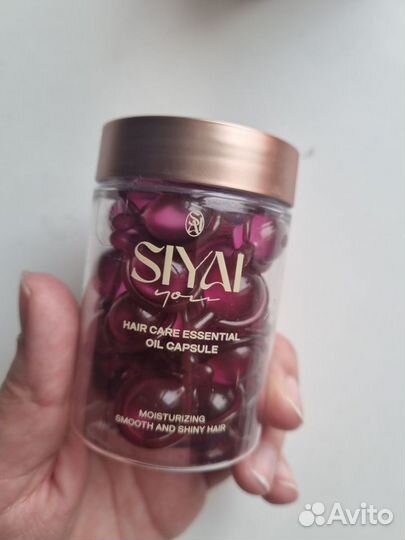 SIYAI
you
HAIR CARE ESSENTIAL
OIL CAPSULE
MOISTURIZING
SMOOTH AND SHINY HAIR
Avito